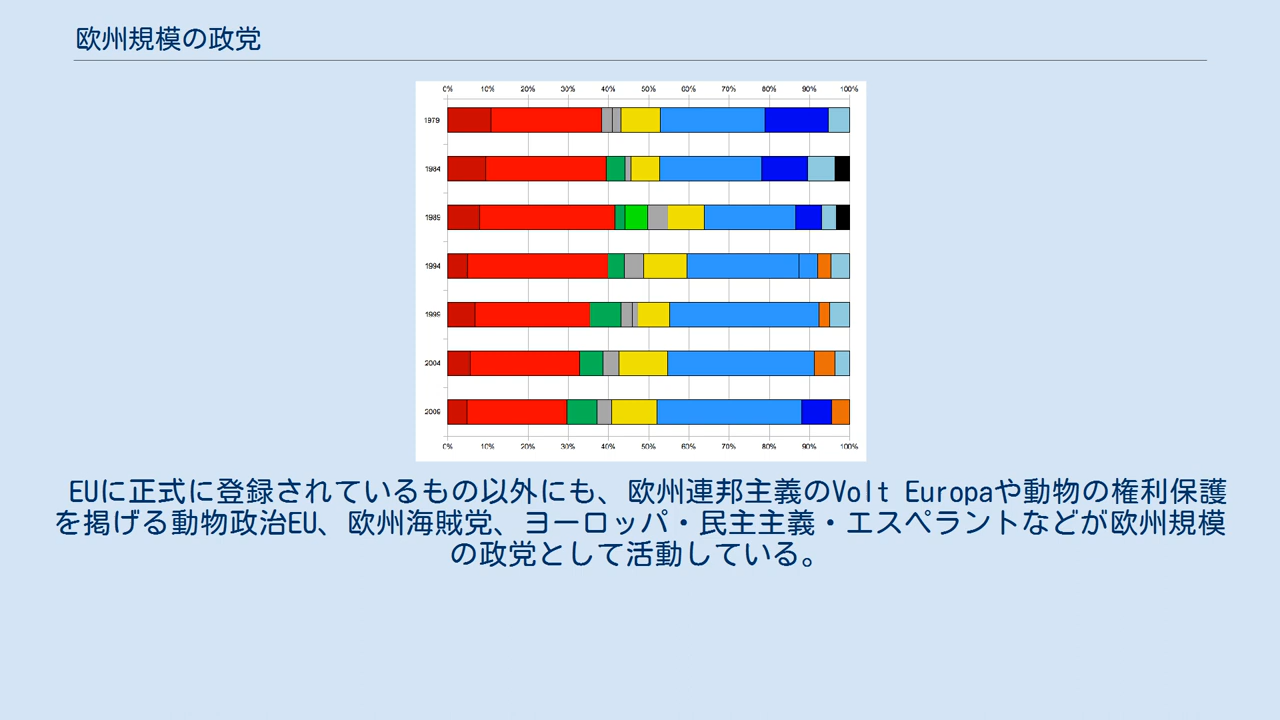 欧州規模の政党
0% 10% 20% 30% 40% 50% 60% 70% 80% 90% 100%
1979
1984
1989
1994
1999
2004
2009
0% 10% 20% 30% 40% 50% 60% 70% 80% 90% 100%
EUに正式に登録されているもの以外にも、欧州連邦主義のVolt Europaや動物の権利保護
を掲げる動物政治EU、欧州海賊党、ヨーロッパ・民主主義・エスペラントなどが欧州規模
の政党として活動している。